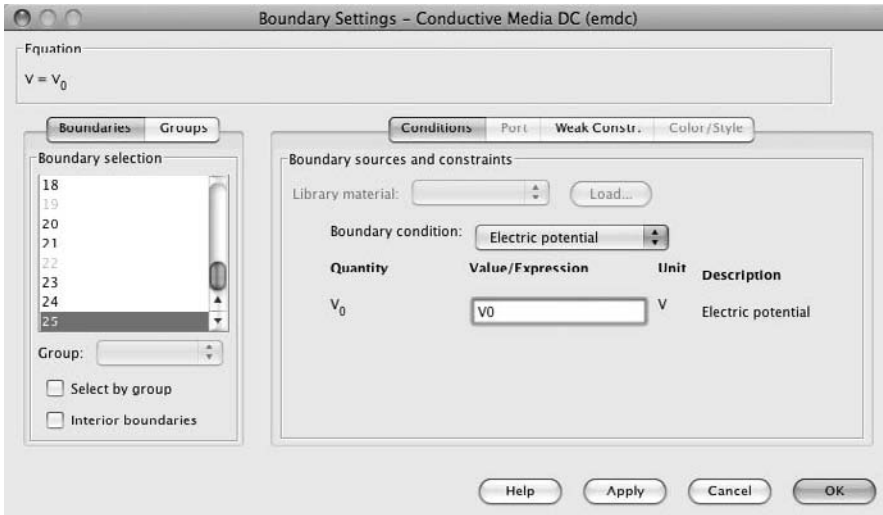 Boundary Settings – Conductive Media DC (emdc)
Equation
V = V0
Boundaries Groups
Conditions Port Weak Constr. Color/Style
Boundary selection
18
19
20
21
22
23
24
25
Group:
Select by group
Interior boundaries
Boundary sources and constraints
Library material: Load...
Boundary condition: Electric potential
Quantity Value/Expression Unit Description
V0 V0 V Electric potential
Help Apply Cancel OK